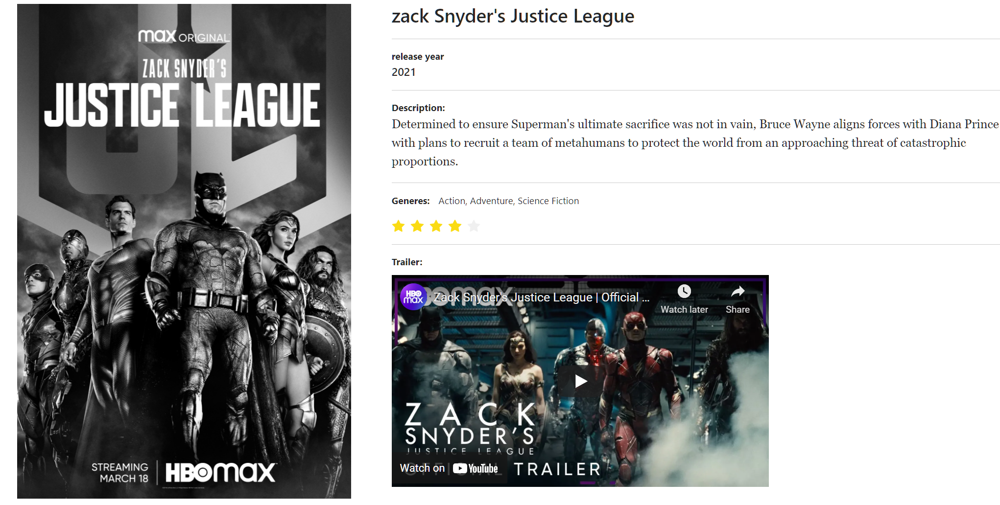 max ORIGINAL
ZACK SNYDER'S
JUSTICE LEAGUE
STREAMING
MARCH 18
HBOmax
zack Snyder's Justice League
release year
2021
Description:
Determined to ensure Superman's ultimate sacrifice was not in vain, Bruce Wayne aligns forces with Diana Prince
with plans to recruit a team of metahumans to protect the world from an approaching threat of catastrophic
proportions.
Generes: Action, Adventure, Science Fiction
Trailer:
HBO
max
Zack Snyder's Justice League | Official ...
Watch later
Share
ZACK
SNYDER'S
JUSTICE LEAGUE
OFFICIAL TRAILER
Watch on YouTube